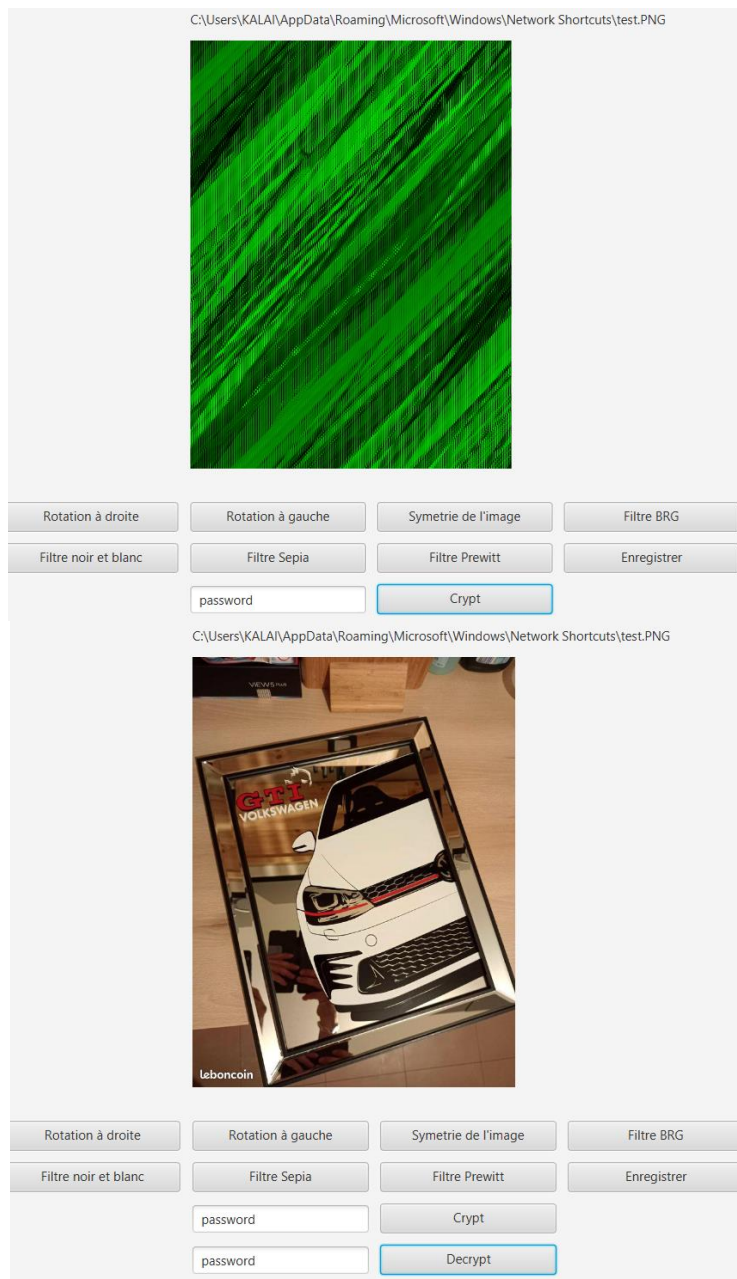 C:\Users\KALAI\AppData\Roaming\Microsoft\Windows\Network Shortcuts\test.PNG
Rotation à droite Rotation à gauche Symetrie de l'image Filtre BRG
Filtre noir et blanc Filtre Sepia Filtre Prewitt Enregistrer
password Crypt
C:\Users\KALAI\AppData\Roaming\Microsoft\Windows\Network Shortcuts\test.PNG
GTI
VOLKSWAGEN
leboncoin
Rotation à droite Rotation à gauche Symetrie de l'image Filtre BRG
Filtre noir et blanc Filtre Sepia Filtre Prewitt Enregistrer
password Crypt
password Decrypt